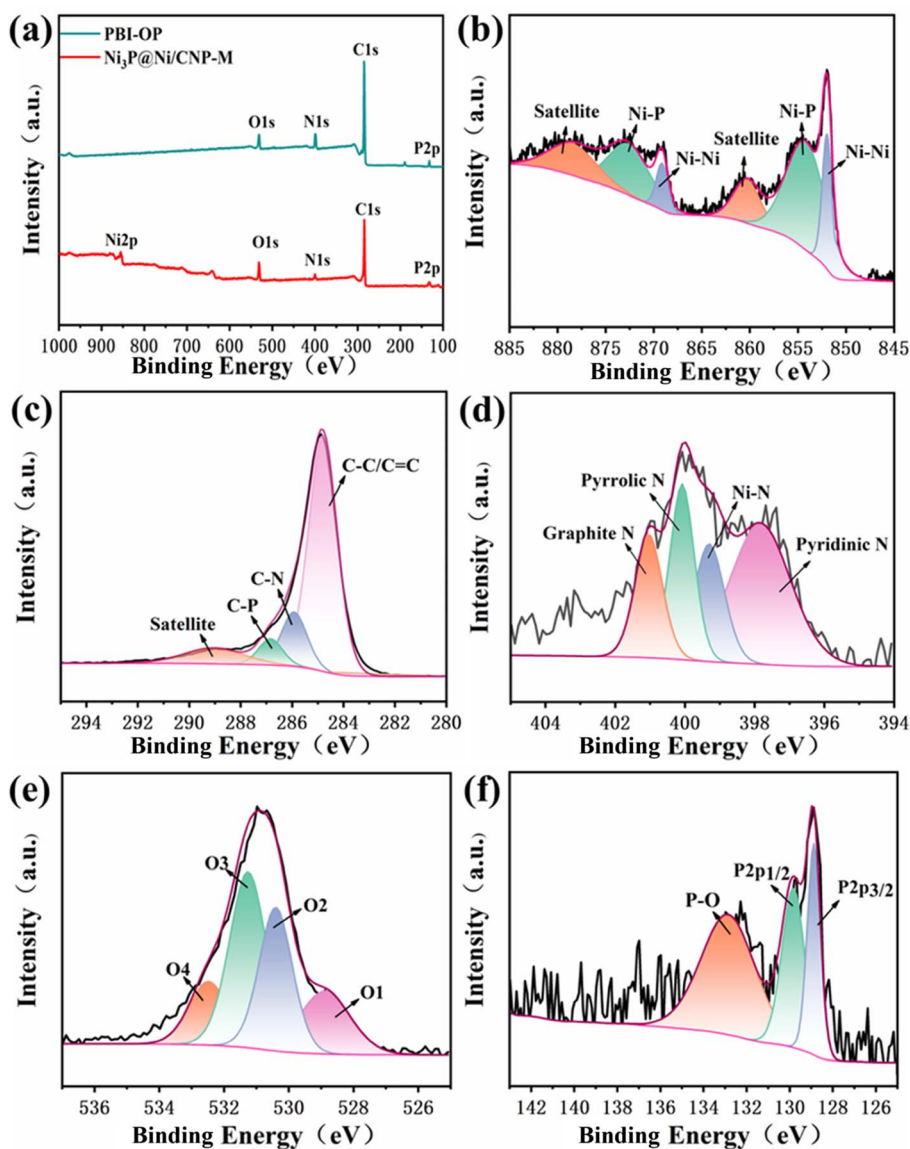 (a)
PBI-OP
Ni₃P@Ni/CNP-M
C1s
O1s
N1s
P2p
C1s
Ni2p
O1s
N1s
P2p
Intensity（a.u.）
1000 900 800 700 600 500 400 300 200 100
Binding Energy（eV）
(b)
Satellite
Ni-P
Ni-Ni
Satellite
Ni-P
Ni-Ni
Intensity（a.u.）
885 880 875 870 865 860 855 850 845
Binding Energy（eV）
(c)
C-C/C=C
C-N
C-P
Satellite
Intensity（a.u.）
294 292 290 288 286 284 282 280
Binding Energy（eV）
(d)
Pyrrolic N
Ni-N
Graphite N
Pyridinic N
Intensity（a.u.）
404 402 400 398 396 394
Binding Energy（eV）
(e)
O3
O2
O4
O1
Intensity（a.u.）
536 534 532 530 528 526
Binding Energy（eV）
(f)
P2p1/2
P-O
P2p3/2
Intensity（a.u.）
142 140 138 136 134 132 130 128 126
Binding Energy（eV）